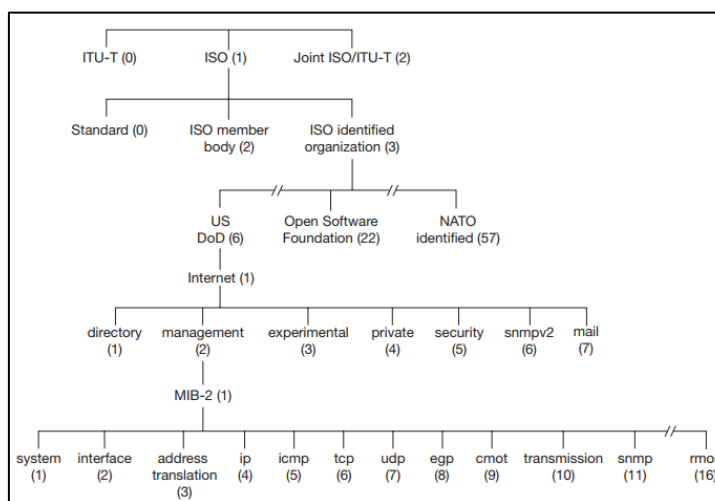 ITU-T (0) ISO (1) Joint ISO/ITU-T (2)
Standard (0) ISO member ISO identified
body (2) organization (3)
US Open Software NATO
DoD (6) Foundation (22) identified (57)
Internet (1)
directory management experimental private security snmpv2 mail
(1) (2) (3) (4) (5) (6) (7)
MIB-2 (1)
system interface address ip icmp tcp udp egp cmot transmission snmp rmon
(1) (2) translation (4) (5) (6) (7) (8) (9) (10) (11) (16)
(3)